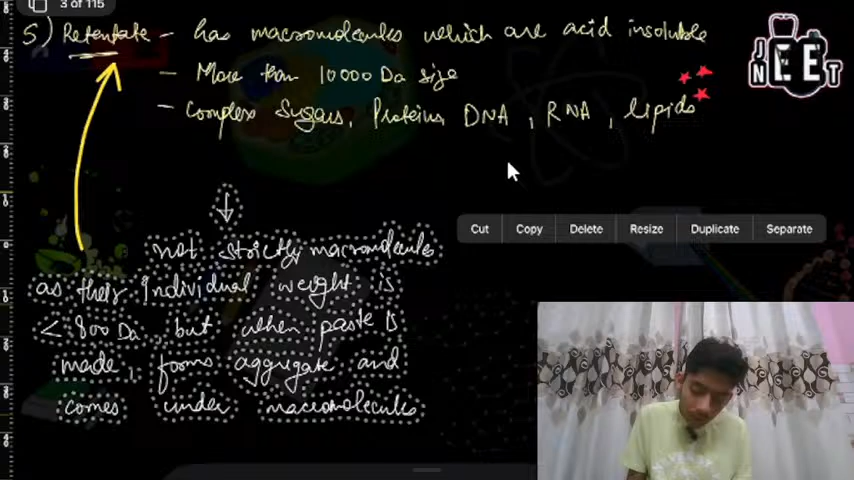 3 of 115
5) Retentate - has macromolecules which are acid insoluble
- More than 10000 Da size
- Complex Sugars, Proteins, DNA, RNA, lipids
JNEET
Cut Copy Delete Resize Duplicate Separate
↓
not strictly macromolecules
as their individual weight is
< 800 Da, but when paste is
made, forms aggregate and
comes under macromolecules